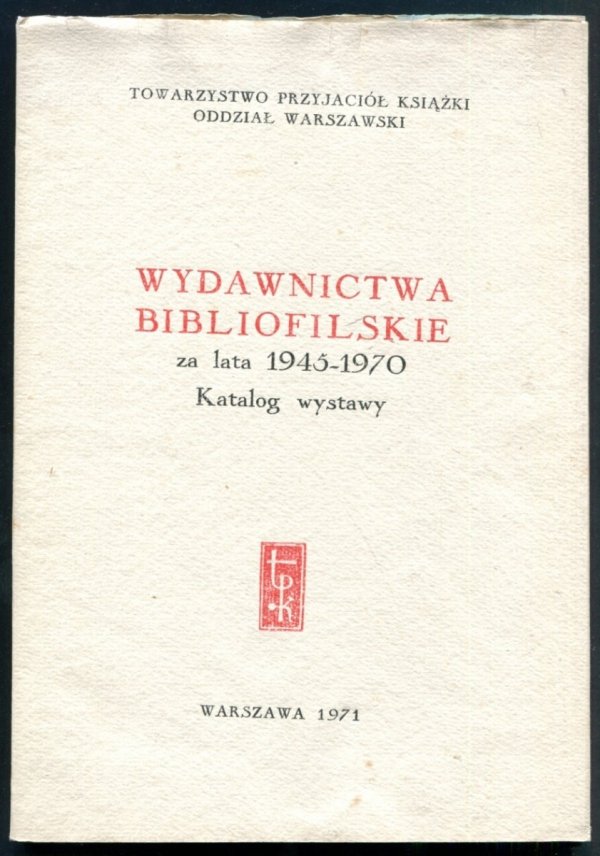 TOWARZYSTWO PRZYJACIÓŁ KSIĄŻKI
ODDZIAŁ WARSZAWSKI
WYDAWNICTWA
BIBLIOFILSKIE
za lata 1945-1970
Katalog wystawy
tpk
WARSZAWA 1971